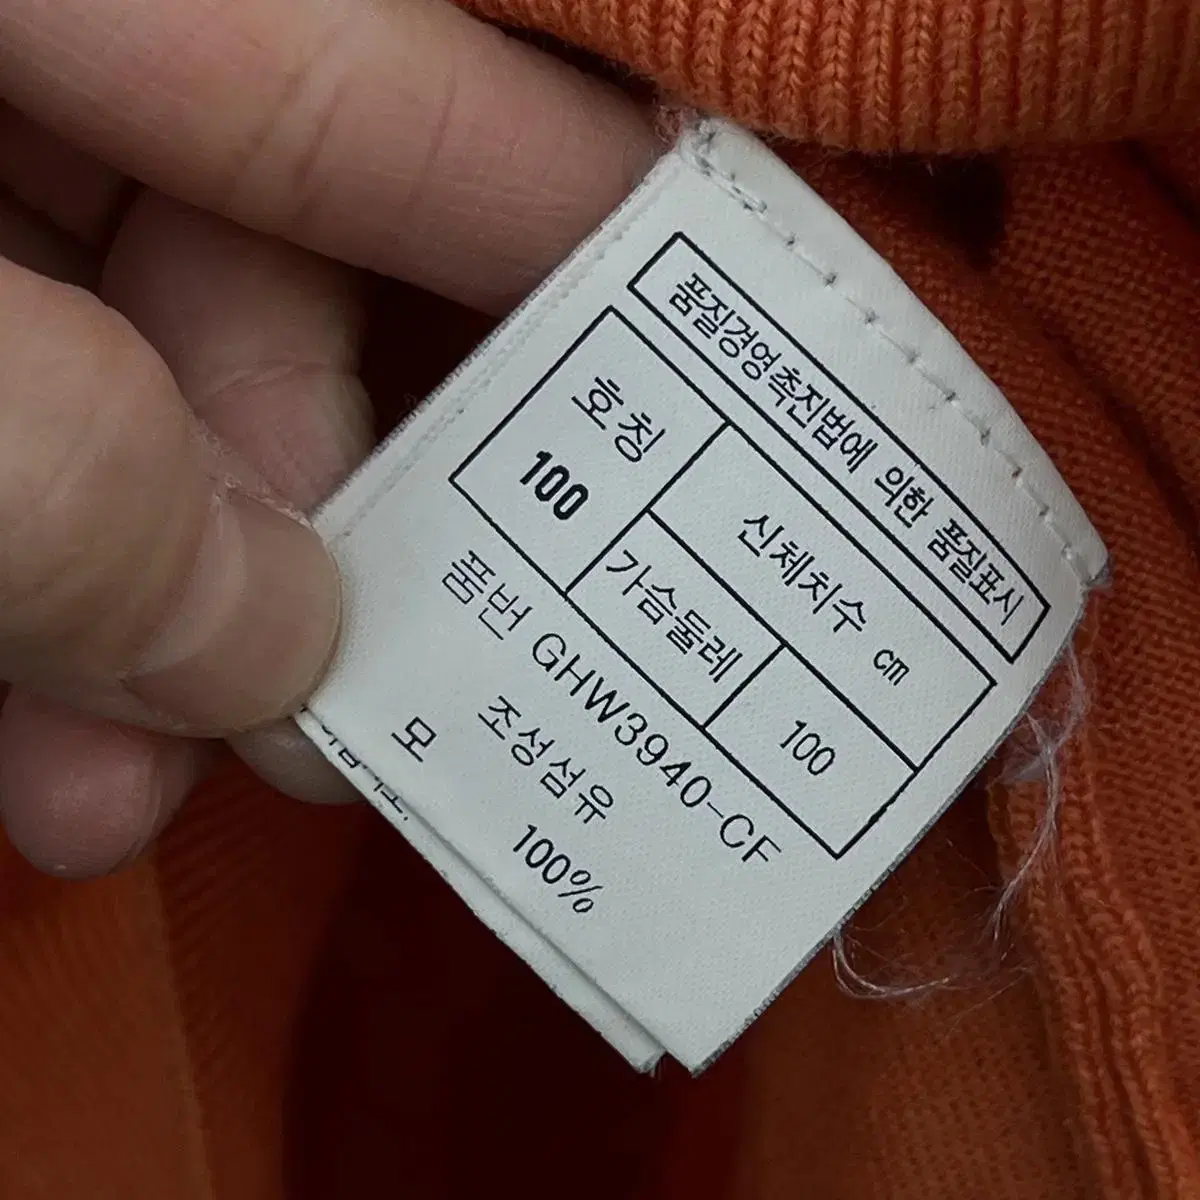 품질경영촉진법에 의한 품질표시
호칭
100
신체치수 cm
가슴둘레 100
품번 GHW3940-CF
조성섬유
모 100%